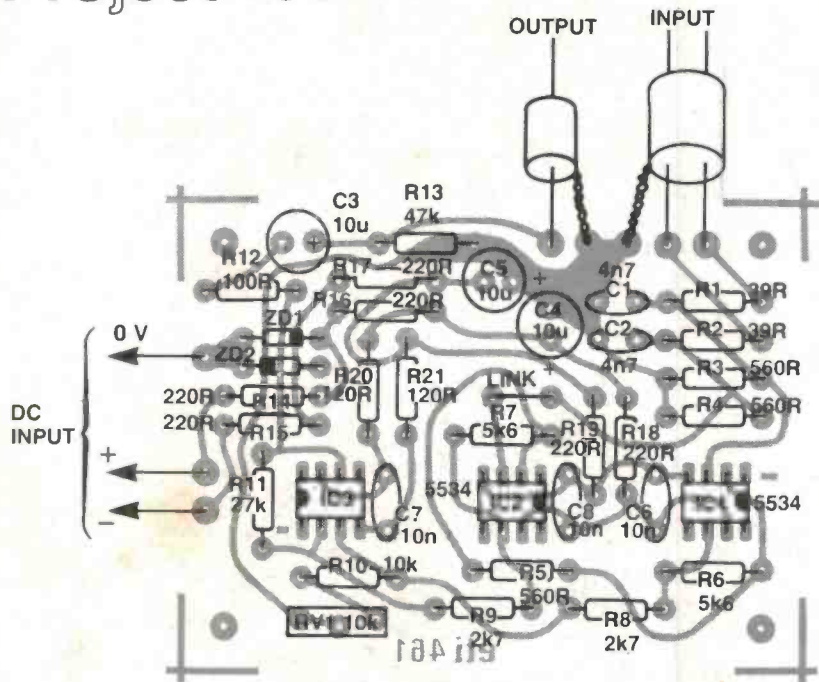 OUTPUT
INPUT
C3
10u
R13
47k
R12
100R
R17
220R
C5
10u
4n7
C1
R1
39R
R16
220R
C4
10u
ZD1
C2
4n7
R2
39R
0 V
ZD2
R3
560R
220R
R14
R20
120R
R21
120R
LINK
R4
560R
DC
INPUT
220R
R15
R7
5k6
R19
220R
R18
220R
+
−
R11
27k
IC3
C7
10n
5534
IC2
C8
10n
C6
10n
IC1
5534
R10
10k
R5
560R
R6
5k6
RV1 10k
R9
2k7
R8
2k7
eti 461